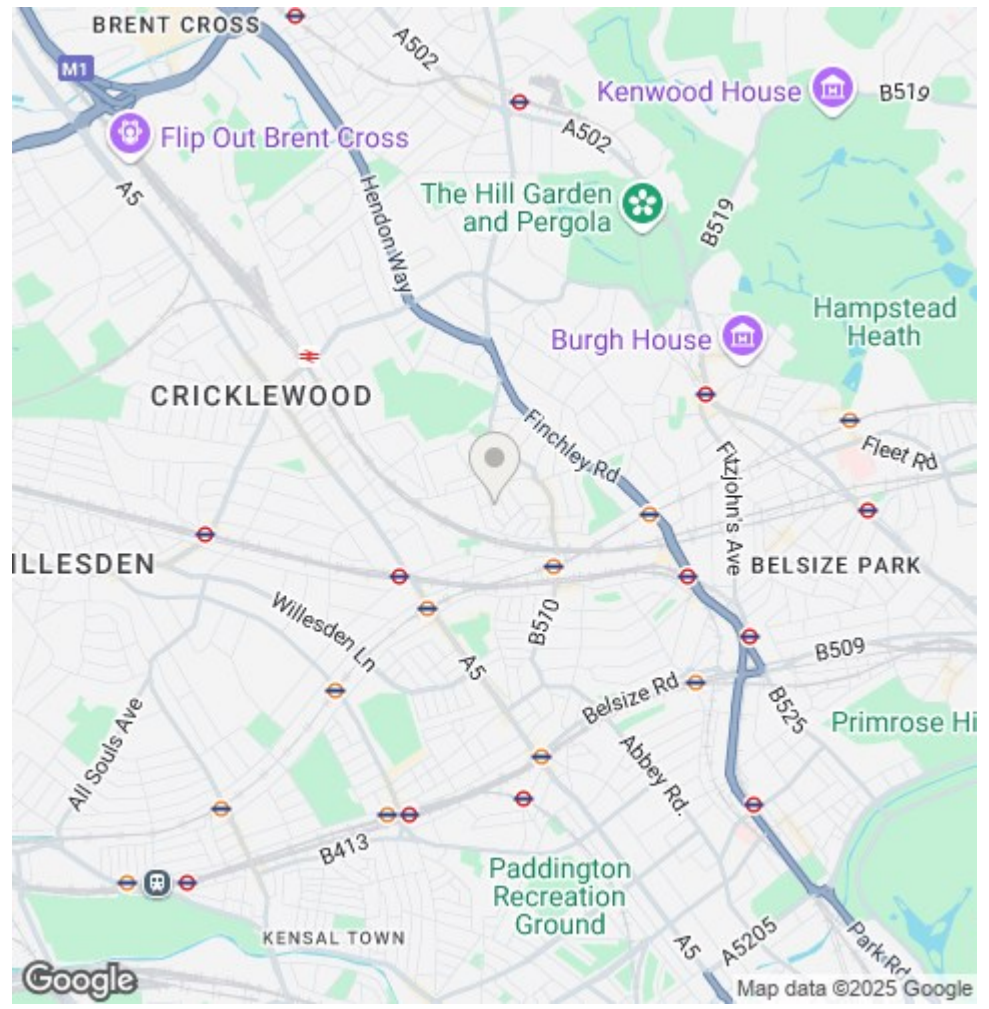 BRENT CROSS
A502
M1
Kenwood House
B519
Flip Out Brent Cross
A502
A5
The Hill Garden
and Pergola
B519
Hendon Way
Hampstead
Heath
Burgh House
CRICKLEWOOD
Finchley Rd
Fleet Rd
Fitzjohn's Ave
ILLESDEN
BELSIZE PARK
Willesden Ln
B510
B509
A5
Belsize Rd
B525
Primrose Hi
All Souls Ave
Abbey Rd.
B413
Paddington
Recreation
Ground
KENSAL TOWN
A5
A5205
Park Rd
Google
Map data ©2025 Google